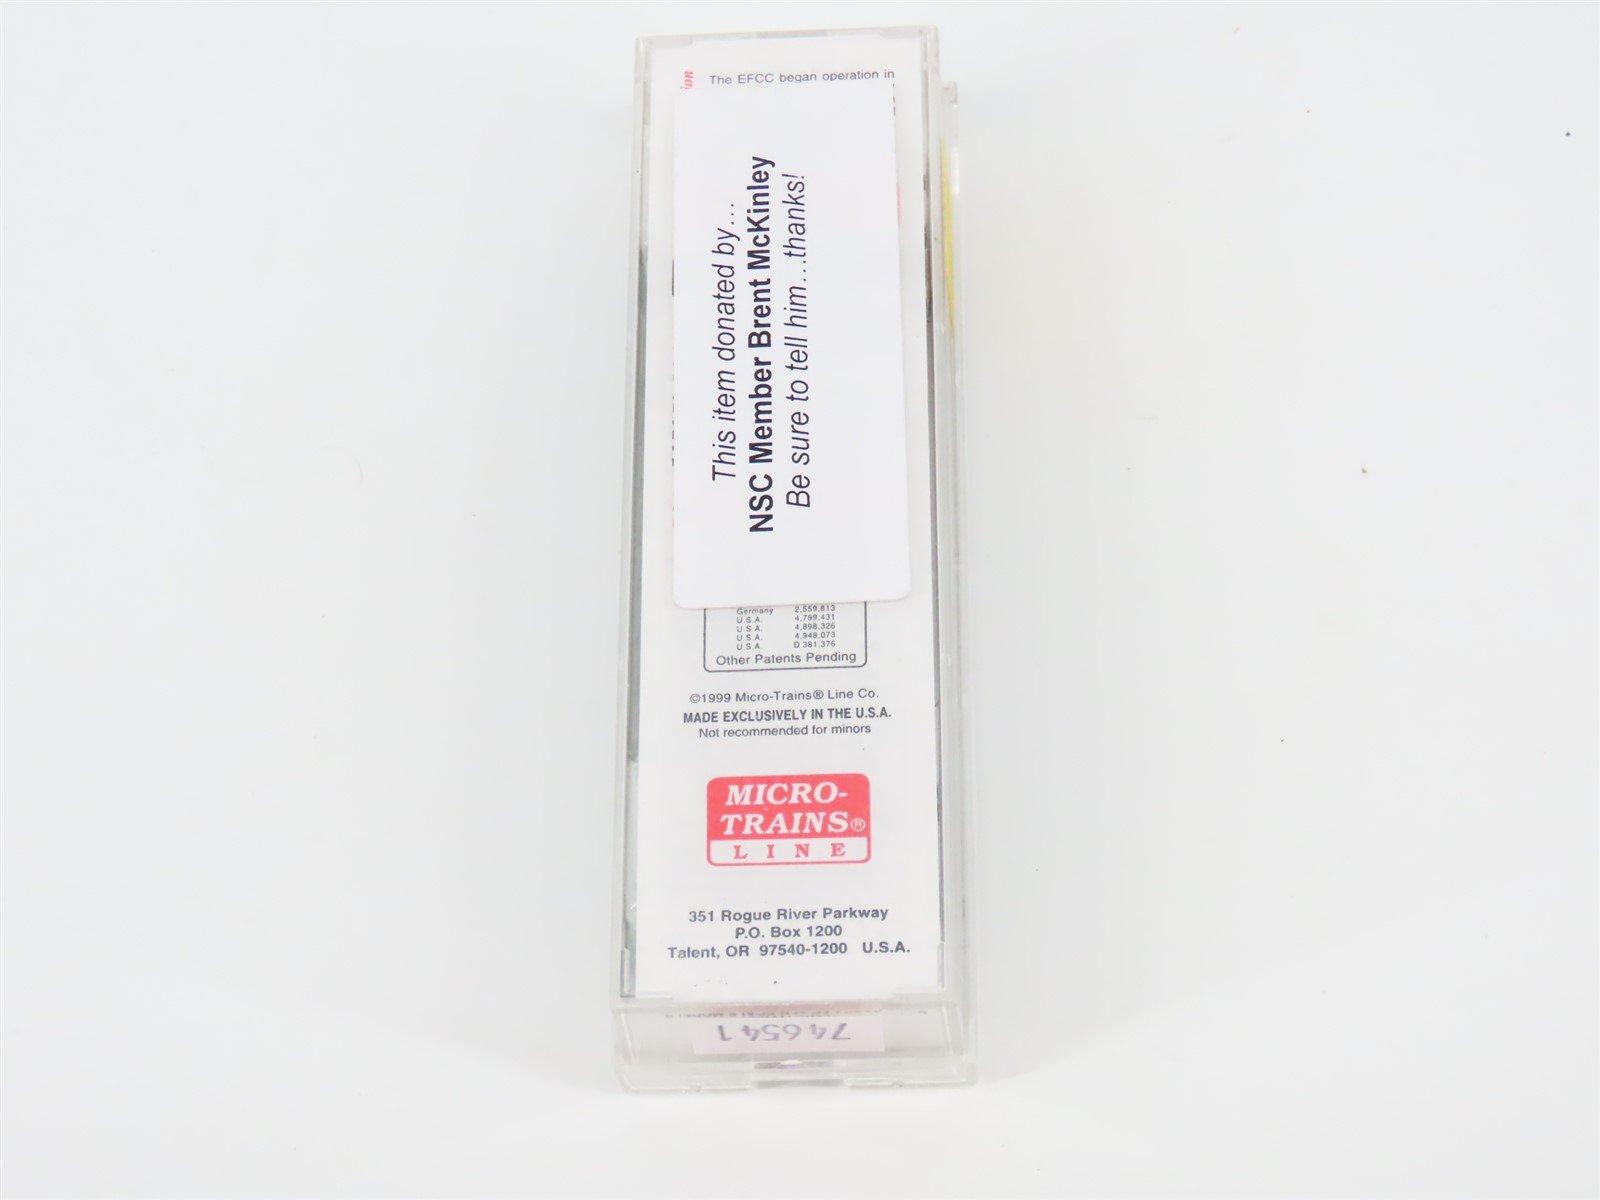 ion
The EFCC began operation in
This item donated by...
NSC Member Brent McKinley
Be sure to tell him...thanks!
Germany 2,559,813
U.S.A. 4,799,431
U.S.A. 4,898,326
U.S.A. 4,948,073
U.S.A. D 381,376
Other Patents Pending
©1999 Micro-Trains® Line Co.
MADE EXCLUSIVELY IN THE U.S.A.
Not recommended for minors
MICRO-
TRAINS®
LINE
351 Rogue River Parkway
P.O. Box 1200
Talent, OR 97540-1200 U.S.A.
746541